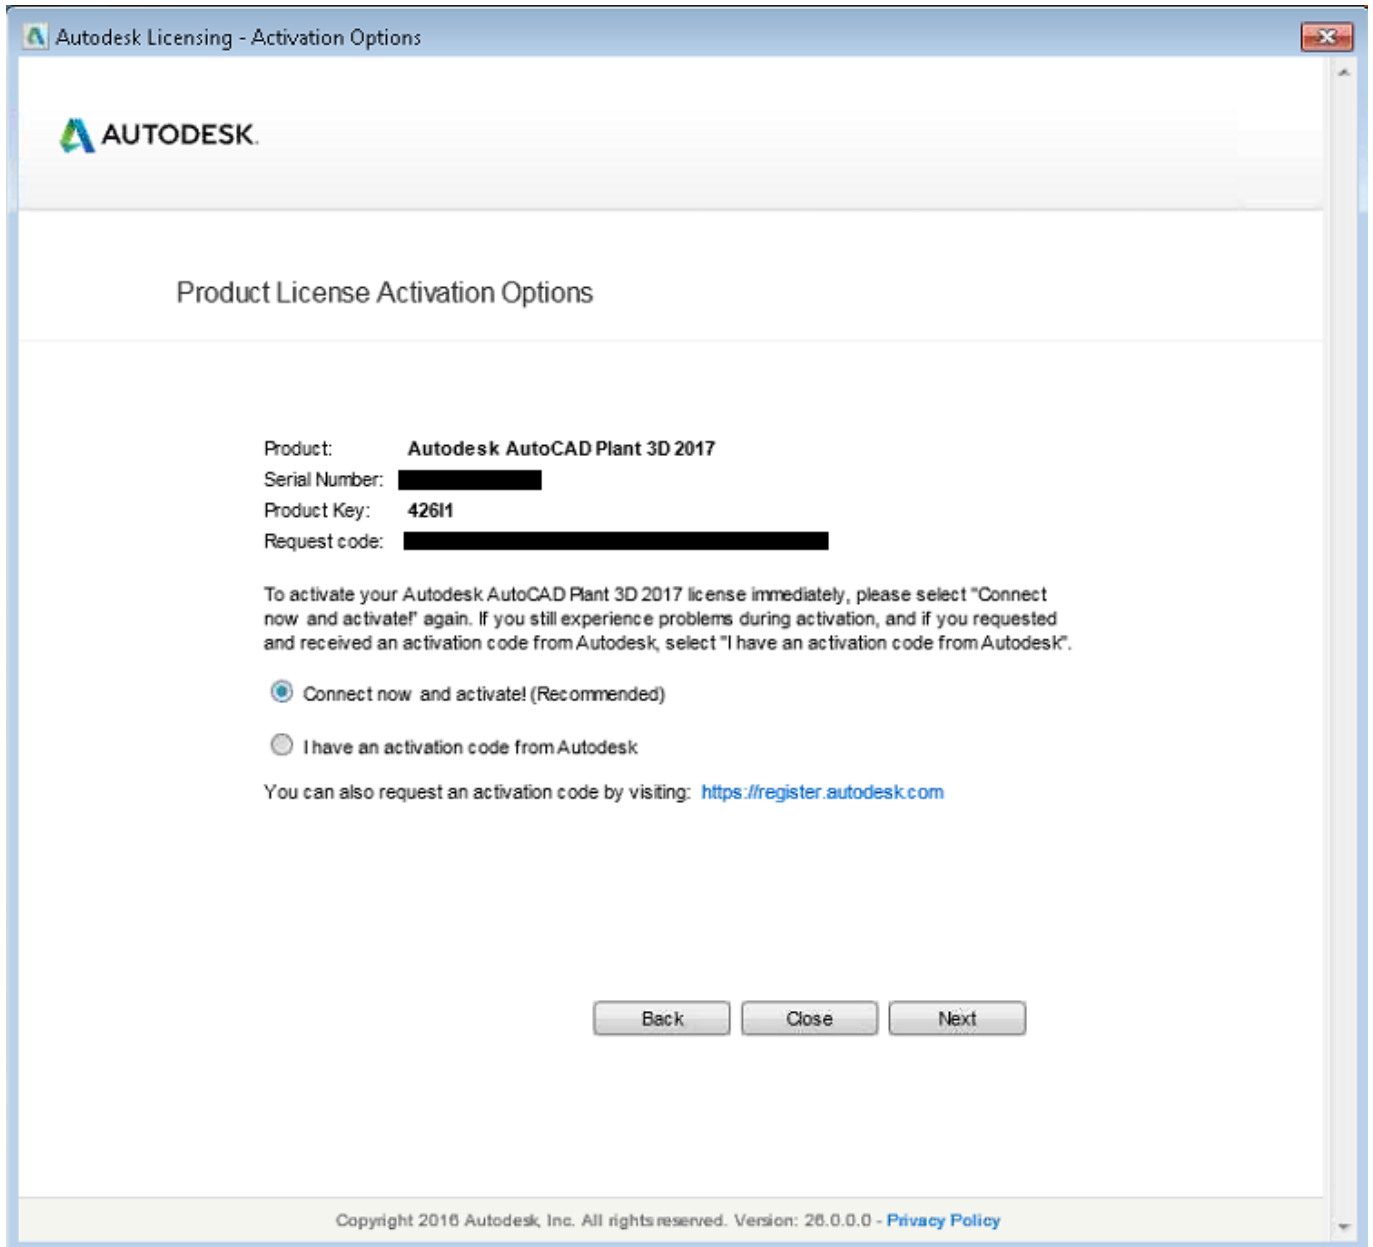 Autodesk Licensing - Activation Options
AUTODESK.
Product License Activation Options
Product: Autodesk AutoCAD Plant 3D 2017
Serial Number:
Product Key: 426I1
Request code:
To activate your Autodesk AutoCAD Plant 3D 2017 license immediately, please select "Connect
now and activate!" again. If you still experience problems during activation, and if you requested
and received an activation code from Autodesk, select "I have an activation code from Autodesk".
Connect now and activate! (Recommended)
I have an activation code from Autodesk
You can also request an activation code by visiting: https://register.autodesk.com
Back Close Next
Copyright 2016 Autodesk, Inc. All rights reserved. Version: 26.0.0.0 - Privacy Policy